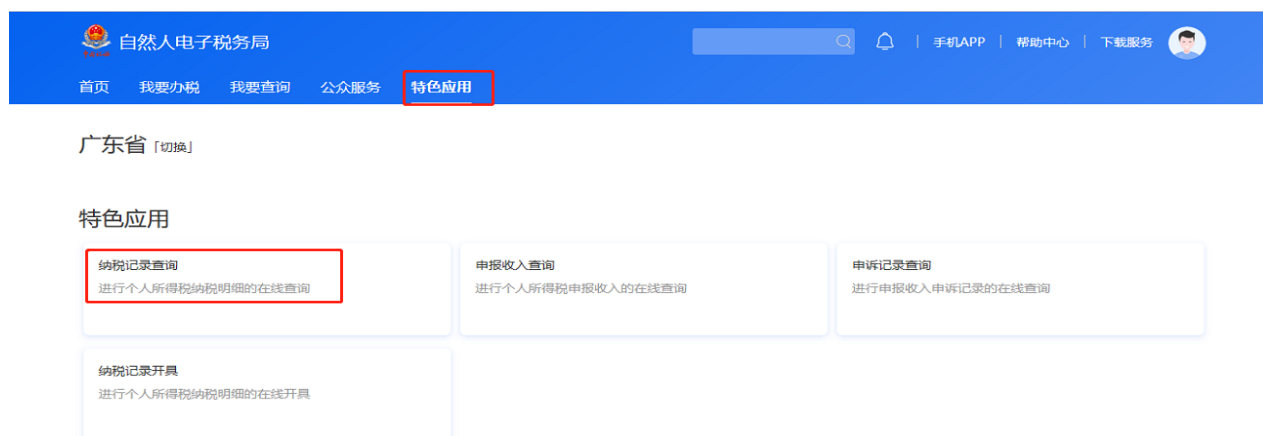 自然人电子税务局
手机APP | 帮助中心 | 下载服务
首页 我要办税 我要查询 公众服务 特色应用
广东省「切换」
特色应用
纳税记录查询 申报收入查询 申诉记录查询
进行个人所得税纳税明细的在线查询 进行个人所得税申报收入的在线查询 进行申报收入申诉记录的在线查询
纳税记录开具
进行个人所得税纳税明细的在线开具